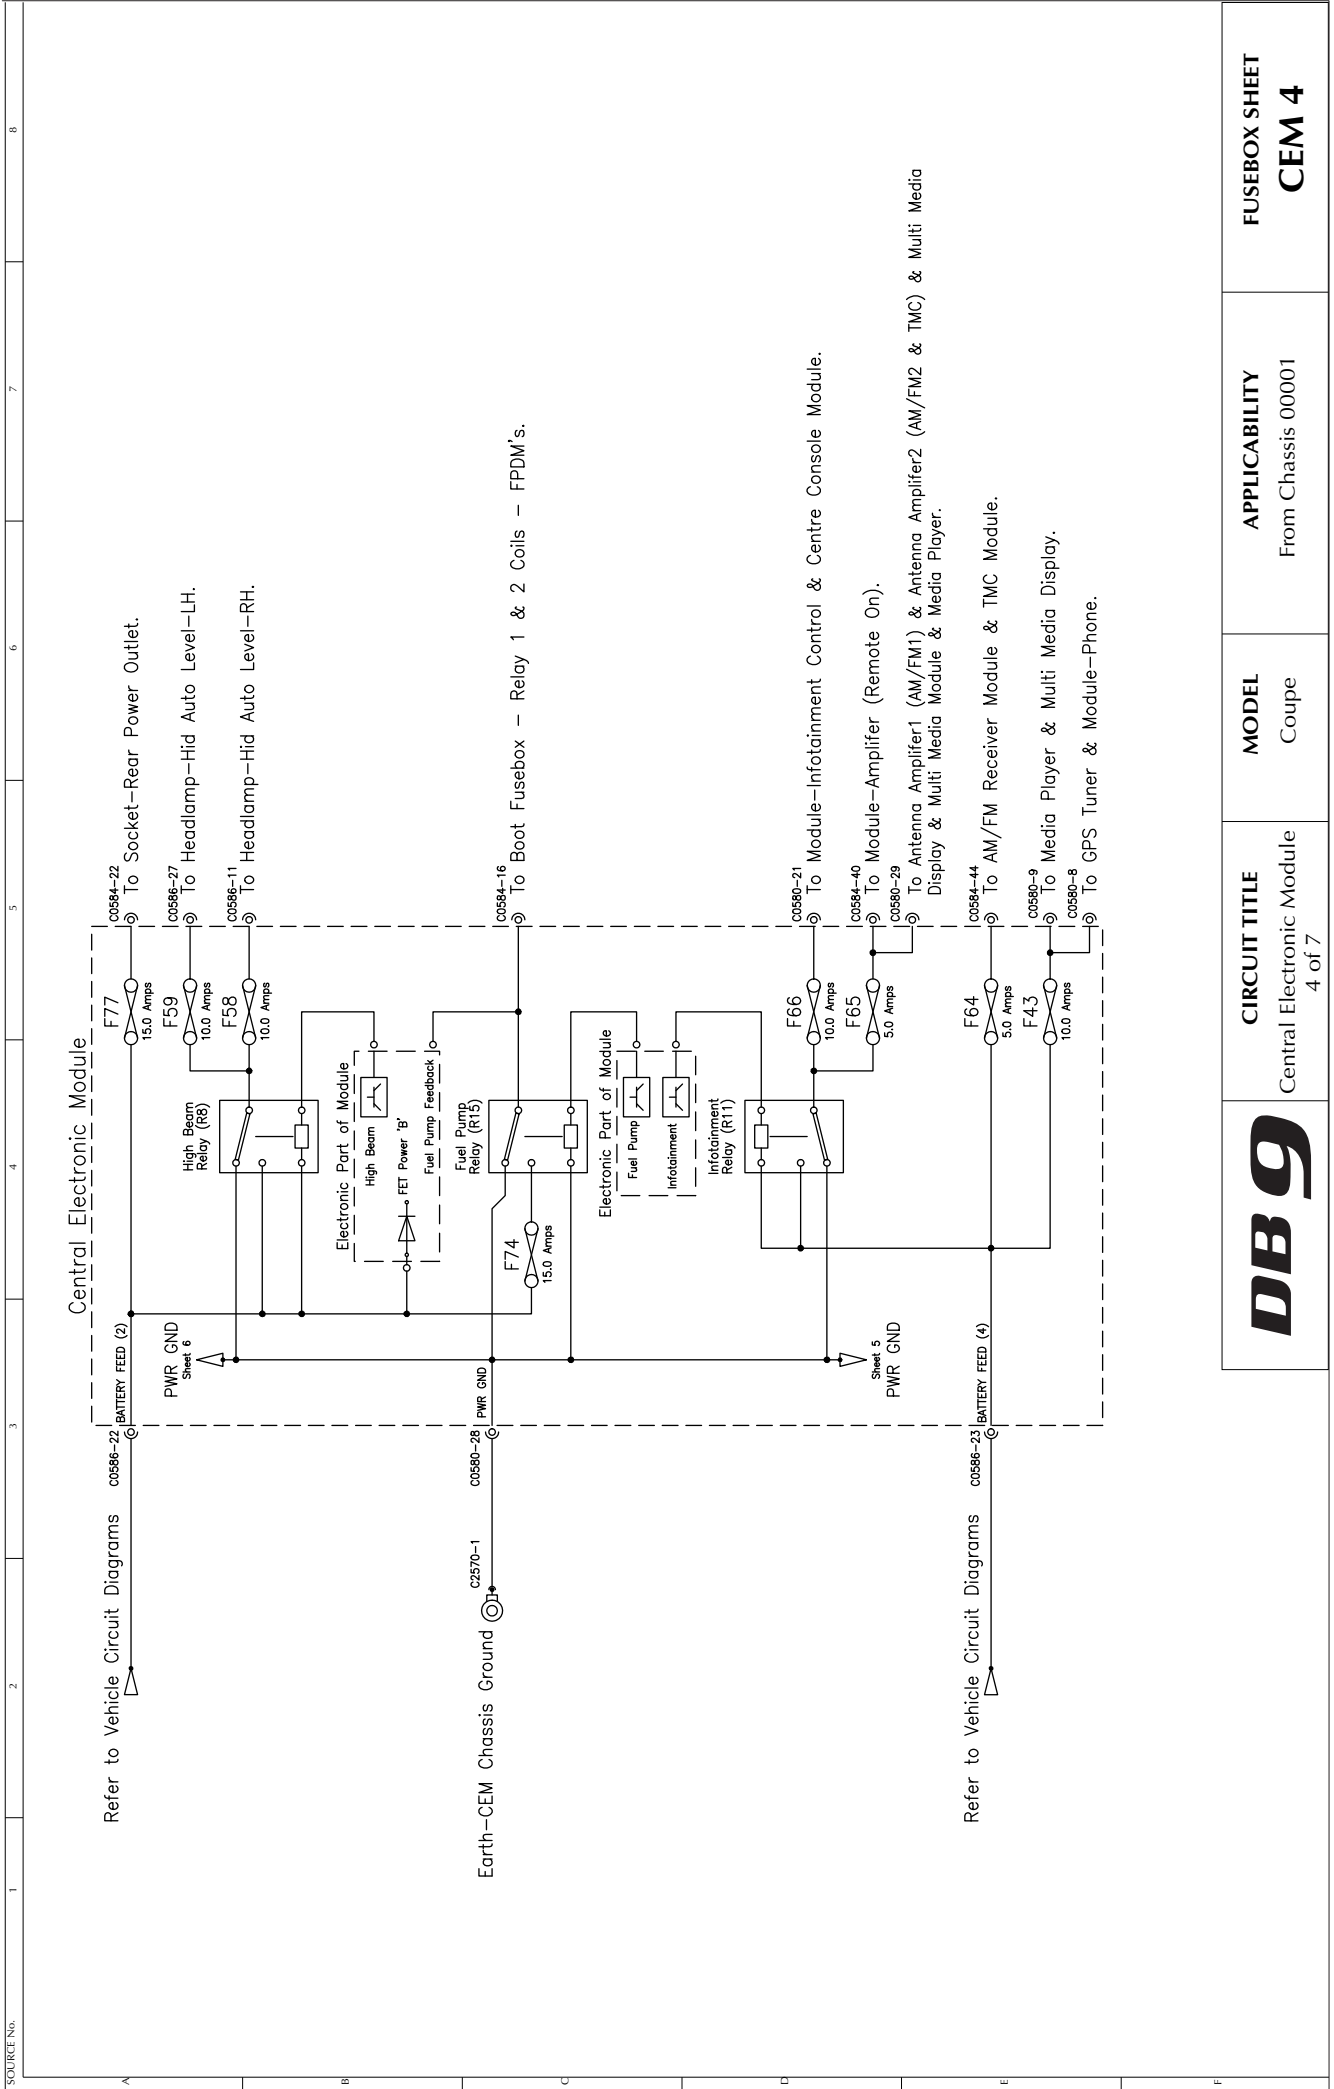 SOURCE No.
1
2
3
4
5
6
7
8
A
B
C
D
E
F
Central Electronic Module
Refer to Vehicle Circuit Diagrams
C0586-22
BATTERY FEED (2)
F77
15.0 Amps
C0584-22
To Socket-Rear Power Outlet.
PWR GND
Sheet 6
High Beam
Relay (R8)
F59
10.0 Amps
C0586-27
To Headlamp-Hid Auto Level-LH.
F58
10.0 Amps
C0586-11
To Headlamp-Hid Auto Level-RH.
Electronic Part of Module
High Beam
FET Power 'B'
Fuel Pump Feedback
Earth-CEM Chassis Ground
C2570-1
C0580-28
PWR GND
Fuel Pump
Relay (R15)
F74
15.0 Amps
C0584-16
To Boot Fusebox - Relay 1 & 2 Coils - FPDM's.
Electronic Part of Module
Fuel Pump
Infotainment
Infotainment
Relay (R11)
F66
10.0 Amps
C0580-21
To Module-Infotainment Control & Centre Console Module.
Sheet 5
PWR GND
F65
5.0 Amps
C0584-40
To Module-Amplifer (Remote On).
C0580-29
To Antenna Amplifer1 (AM/FM1) & Antenna Amplifer2 (AM/FM2 & TMC) & Multi Media
Display & Multi Media Module & Media Player.
Refer to Vehicle Circuit Diagrams
C0586-23
BATTERY FEED (4)
F64
5.0 Amps
C0584-44
To AM/FM Receiver Module & TMC Module.
F43
10.0 Amps
C0580-9
To Media Player & Multi Media Display.
C0580-8
To GPS Tuner & Module-Phone.
DB9
CIRCUIT TITLE
Central Electronic Module
4 of 7
MODEL
Coupe
APPLICABILITY
From Chassis 00001
FUSEBOX SHEET
CEM 4